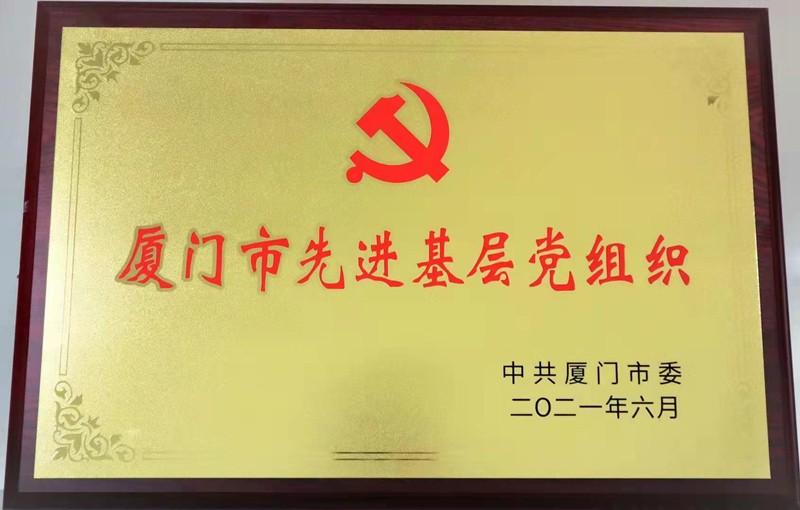 厦门市先进基层党组织
中共厦门市委
二〇二一年六月